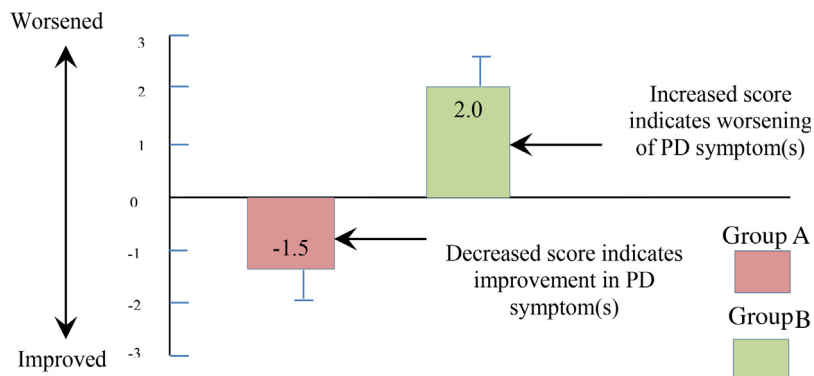 Worsened
3
2
1
0
-1
-2
-3
Improved
2.0
-1.5
Increased score
indicates worsening
of PD symptom(s)
Decreased score indicates
improvement in PD
symptom(s)
Group A
Group B